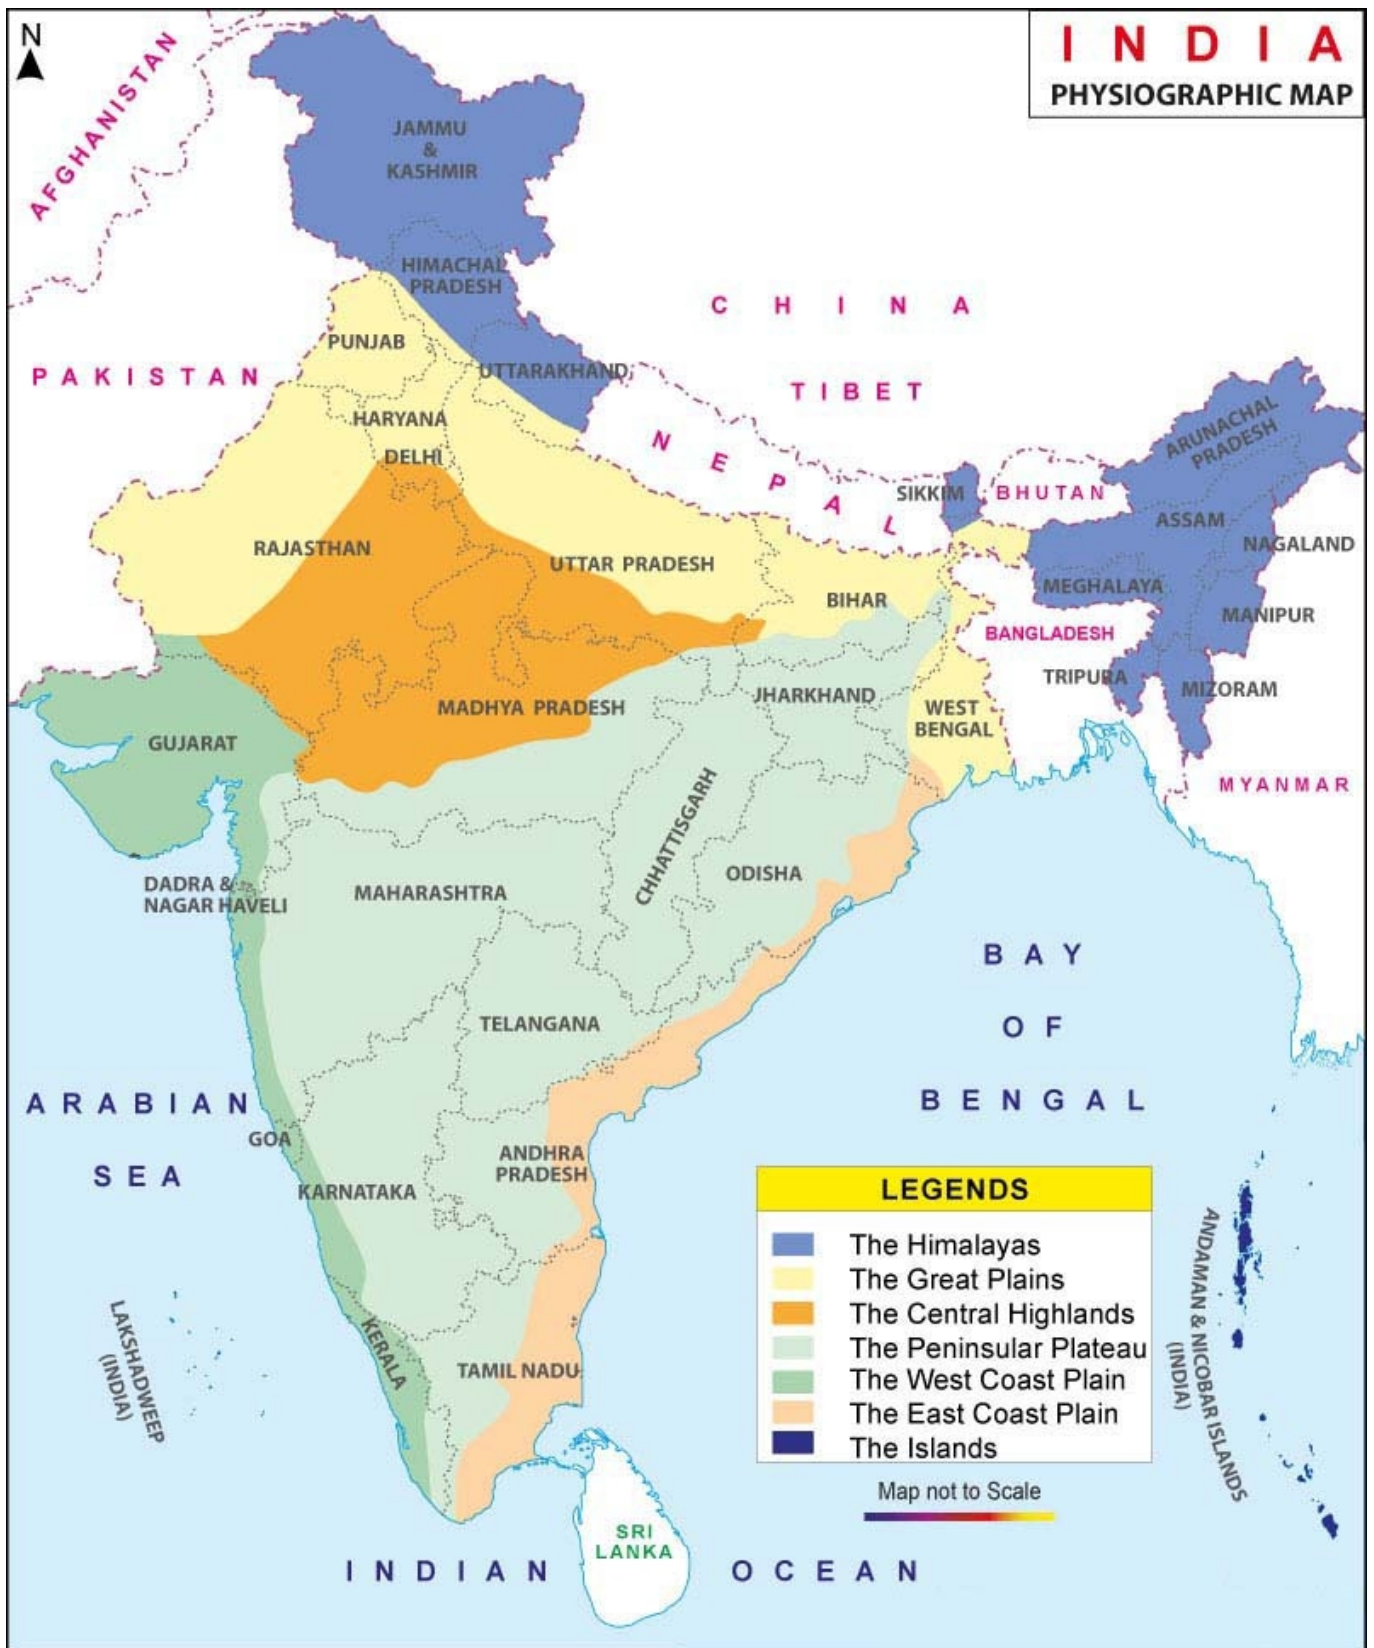 N
I N D I A
PHYSIOGRAPHIC MAP
AFGHANISTAN
JAMMU
&
KASHMIR
HIMACHAL
PRADESH
CHINA
PUNJAB
PAKISTAN
UTTARAKHAND
TIBET
HARYANA
DELHI
NEPAL
SIKKIM
BHUTAN
ARUNACHAL
PRADESH
ASSAM
NAGALAND
RAJASTHAN
UTTAR PRADESH
BIHAR
MEGHALAYA
MANIPUR
BANGLADESH
TRIPURA
MIZORAM
JHARKHAND
MADHYA PRADESH
WEST
BENGAL
GUJARAT
MYANMAR
CHHATTISGARH
ODISHA
DADRA &
NAGAR HAVELI
MAHARASHTRA
BAY
OF
BENGAL
TELANGANA
ARABIAN
SEA
GOA
ANDHRA
PRADESH
KARNATAKA
LEGENDS
The Himalayas
The Great Plains
The Central Highlands
The Peninsular Plateau
The West Coast Plain
The East Coast Plain
The Islands
Map not to Scale
LAKSHADWEEP
(INDIA)
KERALA
TAMIL NADU
ANDAMAN & NICOBAR ISLANDS
(INDIA)
SRI
LANKA
INDIAN OCEAN